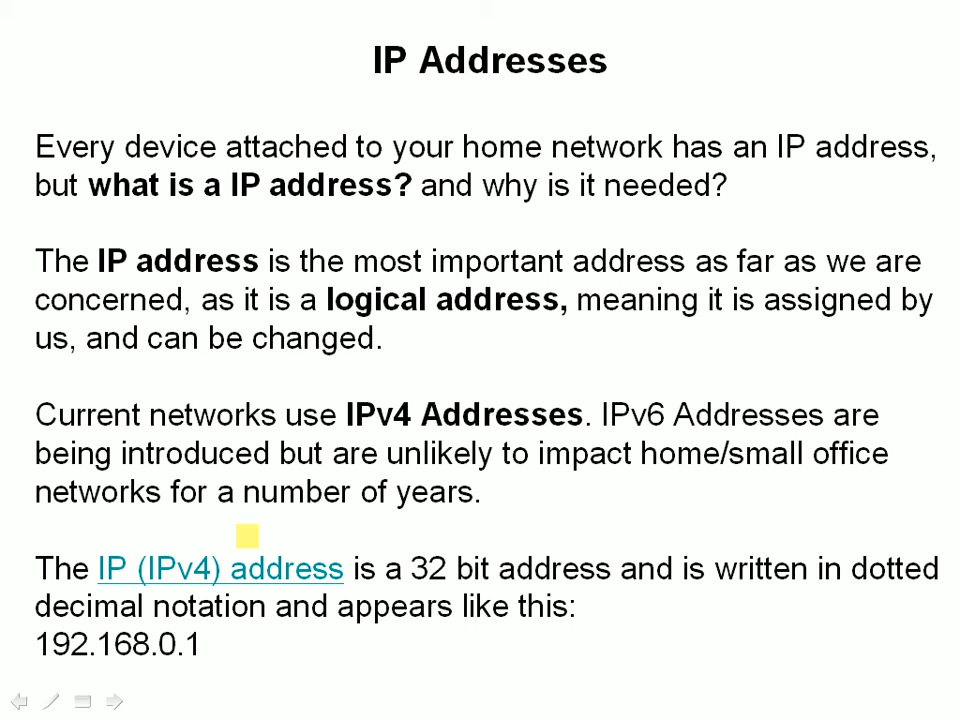 IP Addresses
Every device attached to your home network has an IP address,
but what is a IP address? and why is it needed?
The IP address is the most important address as far as we are
concerned, as it is a logical address, meaning it is assigned by
us, and can be changed.
Current networks use IPv4 Addresses. IPv6 Addresses are
being introduced but are unlikely to impact home/small office
networks for a number of years.
The IP (IPv4) address is a 32 bit address and is written in dotted
decimal notation and appears like this:
192.168.0.1